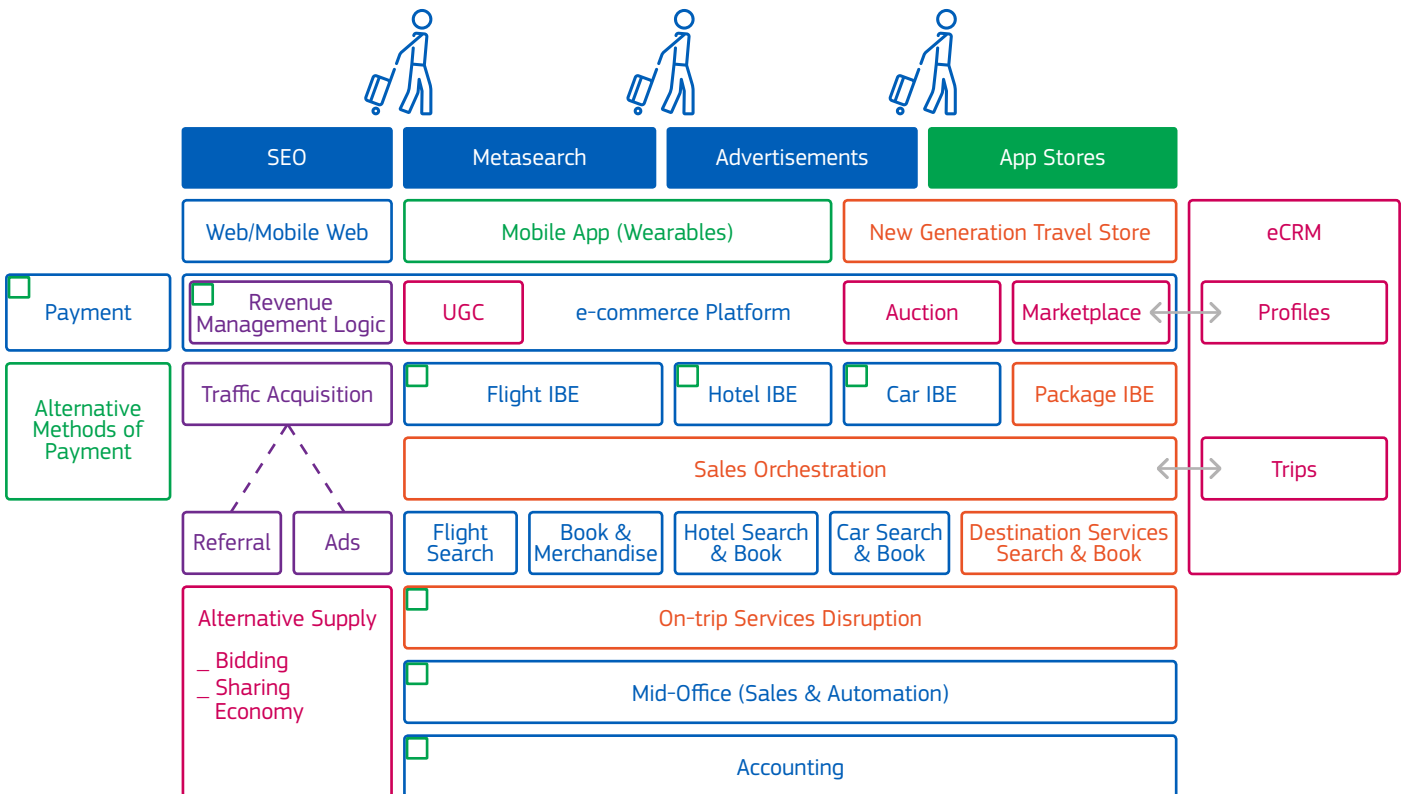 SEO
Metasearch
Advertisements
App Stores
Web/Mobile Web
Mobile App (Wearables)
New Generation Travel Store
eCRM
Payment
Revenue
Management Logic
UGC
e-commerce Platform
Auction
Marketplace
Profiles
Alternative
Methods of
Payment
Traffic Acquisition
Flight IBE
Hotel IBE
Car IBE
Package IBE
Sales Orchestration
Trips
Referral
Ads
Flight
Search
Book &
Merchandise
Hotel Search
& Book
Car Search
& Book
Destination Services
Search & Book
Alternative Supply
_ Bidding
_ Sharing
Economy
On-trip Services Disruption
Mid-Office (Sales & Automation)
Accounting